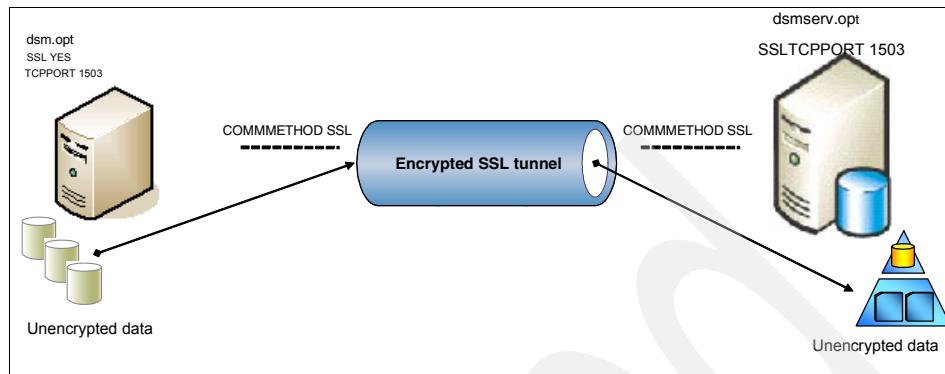 dsm.opt
SSL YES
TCPPORT 1503
Unencrypted data
COMMMETHOD SSL
Encrypted SSL tunnel
COMMMETHOD SSL
dsmserv.opt
SSLTCPPORT 1503
Unencrypted data